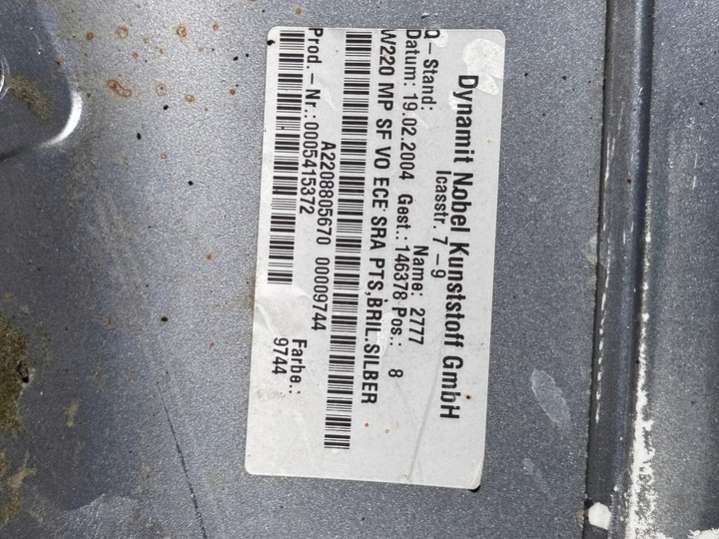 Dynamit Nobel Kunststoff GmbH
Icasstr. 7-9
Q-Stand: Name: 2777
Datum: 19.02.2004 Gest.: 146378 Pos.: 8
W220 MP SF VO ECE SRA PTS,BRIL.SILBER
A2208805670 00009744
Prod.-Nr.:0005415372 Farbe.:
9744